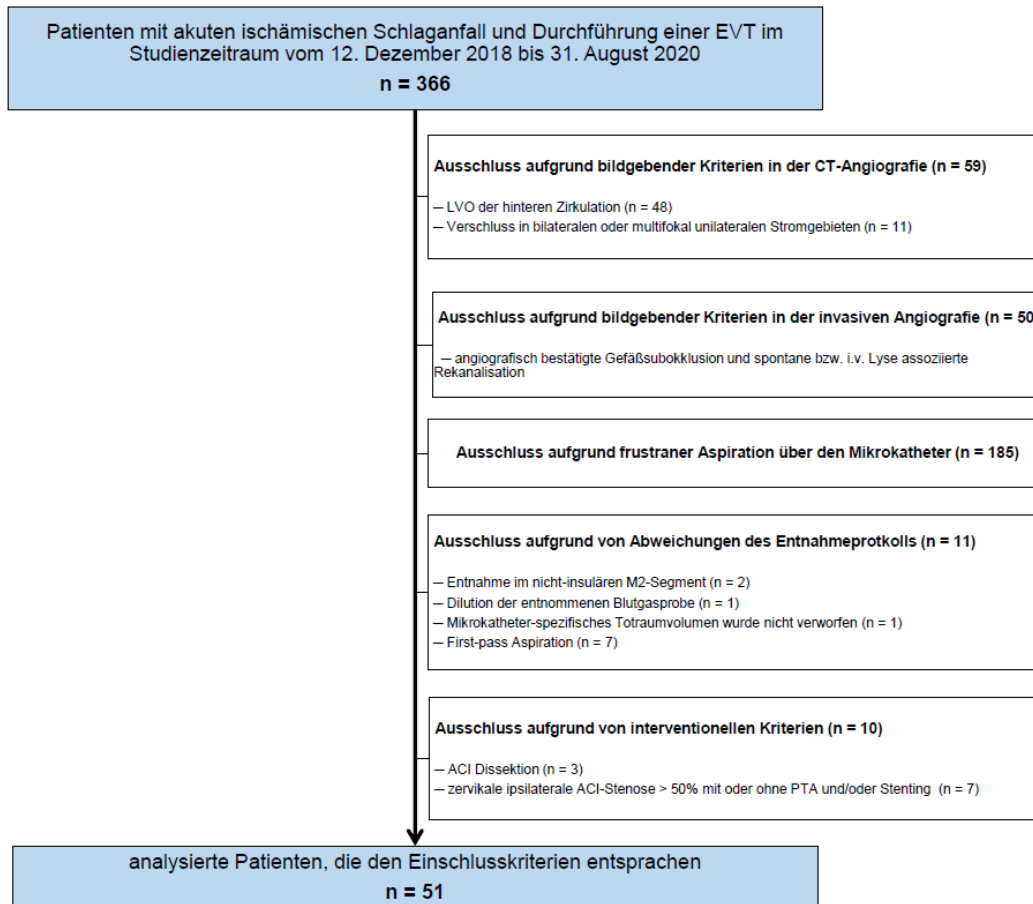 Patienten mit akuten ischämischen Schlaganfall und Durchführung einer EVT im
Studienzeitraum vom 12. Dezember 2018 bis 31. August 2020
n = 366
Ausschluss aufgrund bildgebender Kriterien in der CT-Angiografie (n = 59)
— LVO der hinteren Zirkulation (n = 48)
— Verschluss in bilateralen oder multifokal unilateralen Stromgebieten (n = 11)
Ausschluss aufgrund bildgebender Kriterien in der invasiven Angiografie (n = 50
— angiografisch bestätigte Gefäßsubokklusion und spontane bzw. i.v. Lyse assoziierte
Rekanalisation
Ausschluss aufgrund frustraner Aspiration über den Mikrokatheter (n = 185)
Ausschluss aufgrund von Abweichungen des Entnahmeprotkolls (n = 11)
— Entnahme im nicht-insulären M2-Segment (n = 2)
— Dilution der entnommenen Blutgasprobe (n = 1)
— Mikrokatheter-spezifisches Totraumvolumen wurde nicht verworfen (n = 1)
— First-pass Aspiration (n = 7)
Ausschluss aufgrund von interventionellen Kriterien (n = 10)
— ACI Dissektion (n = 3)
— zervikale ipsilaterale ACI-Stenose > 50% mit oder ohne PTA und/oder Stenting (n = 7)
analysierte Patienten, die den Einschlusskriterien entsprachen
n = 51